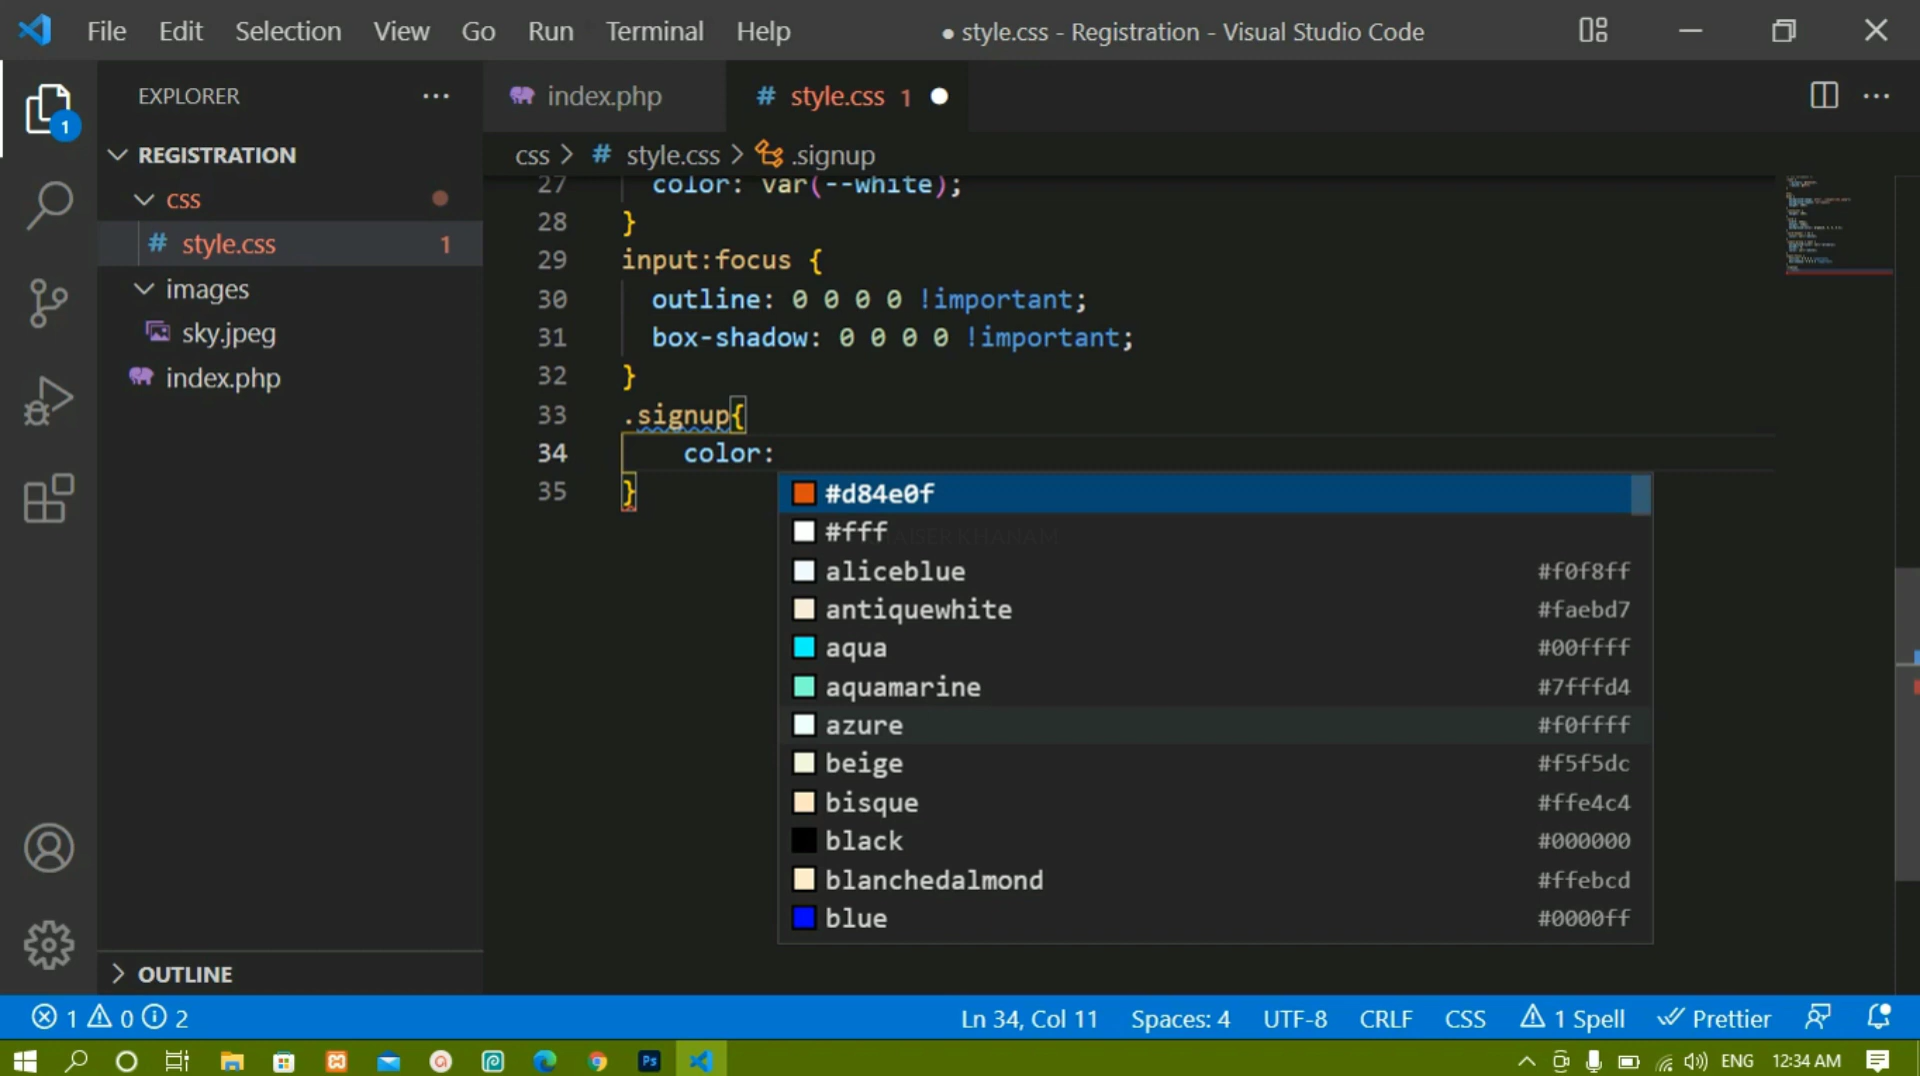 File Edit Selection View Go Run Terminal Help ● style.css - Registration - Visual Studio Code
EXPLORER ···
index.php
# style.css 1 ●
1
REGISTRATION
css > # style.css > .signup
css
# style.css 1
images
sky.jpeg
index.php
27 color: var(--white);
28 }
29 input:focus {
30 outline: 0 0 0 0 !important;
31 box-shadow: 0 0 0 0 !important;
32 }
33 .signup{
34 color:
35 }
#d84e0f
#fff
KHANAM
aliceblue #f0f8ff
antiquewhite #faebd7
aqua #00ffff
aquamarine #7fffd4
azure #f0ffff
beige #f5f5dc
bisque #ffe4c4
black #000000
blanchedalmond #ffebcd
blue #0000ff
OUTLINE
1 0 2 Ln 34, Col 11 Spaces: 4 UTF-8 CRLF CSS 1 Spell Prettier
Ps ENG 12:34 AM